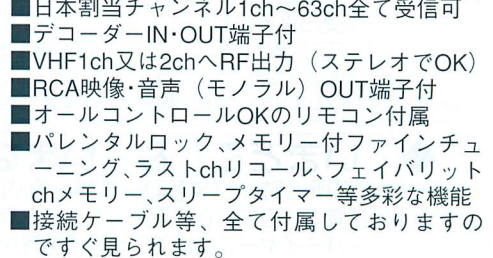 ■日本割当チャンネル1ch〜63ch全て受信可
■デコーダーIN・OUT端子付
■VHF1ch又は2chへRF出力（ステレオでOK）
■RCA映像・音声（モノラル）OUT端子付
■オールコントロールOKのリモコン付属
■パレンタルロック、メモリー付ファインチュ
ーニング、ラストchリコール、フェイバリット
chメモリー、スリープタイマー等多彩な機能
■接続ケーブル等、全て付属しておりますの
ですぐ見られます。